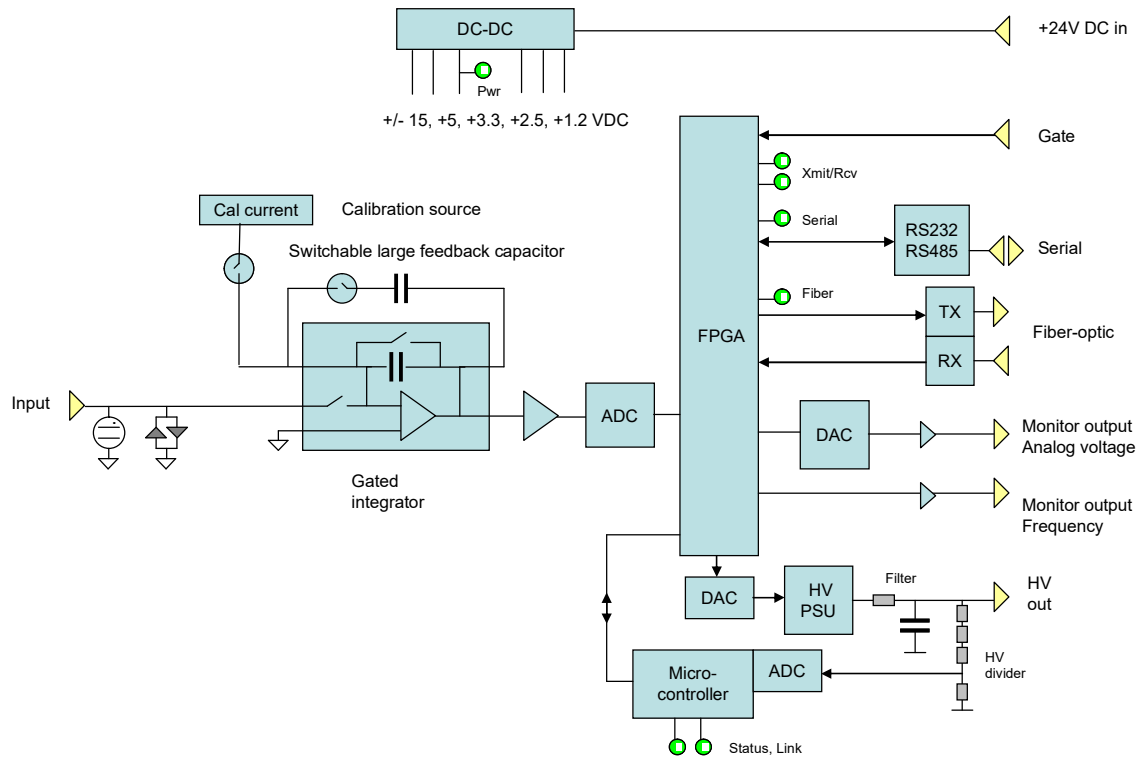 DC-DC
+24V DC in
Pwr
+/- 15, +5, +3.3, +2.5, +1.2 VDC
Gate
Xmit/Rcv
Cal current
Calibration source
Serial
RS232
RS485
Serial
Switchable large feedback capacitor
Fiber
TX
FPGA
Fiber-optic
RX
Input
ADC
DAC
Monitor output
Analog voltage
Gated
integrator
Monitor output
Frequency
DAC
HV
PSU
Filter
HV
out
Micro-
controller
ADC
HV
divider
Status, Link